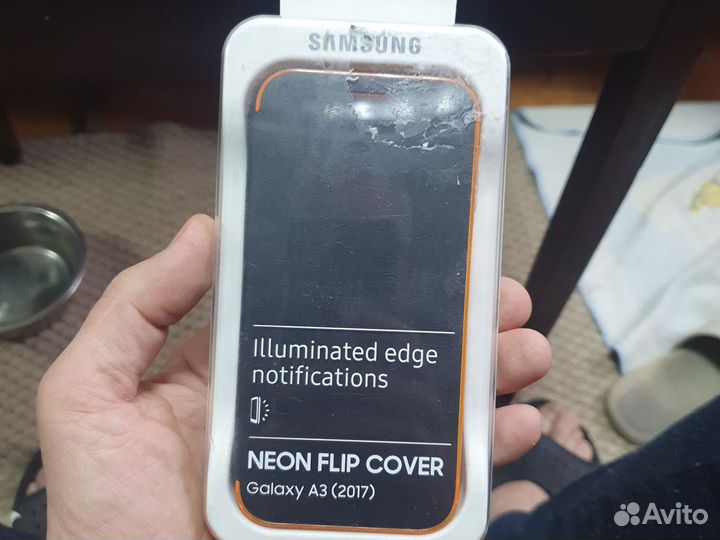 SAMSUNG
Illuminated edge
notifications
NEON FLIP COVER
Galaxy A3 (2017)
Avito